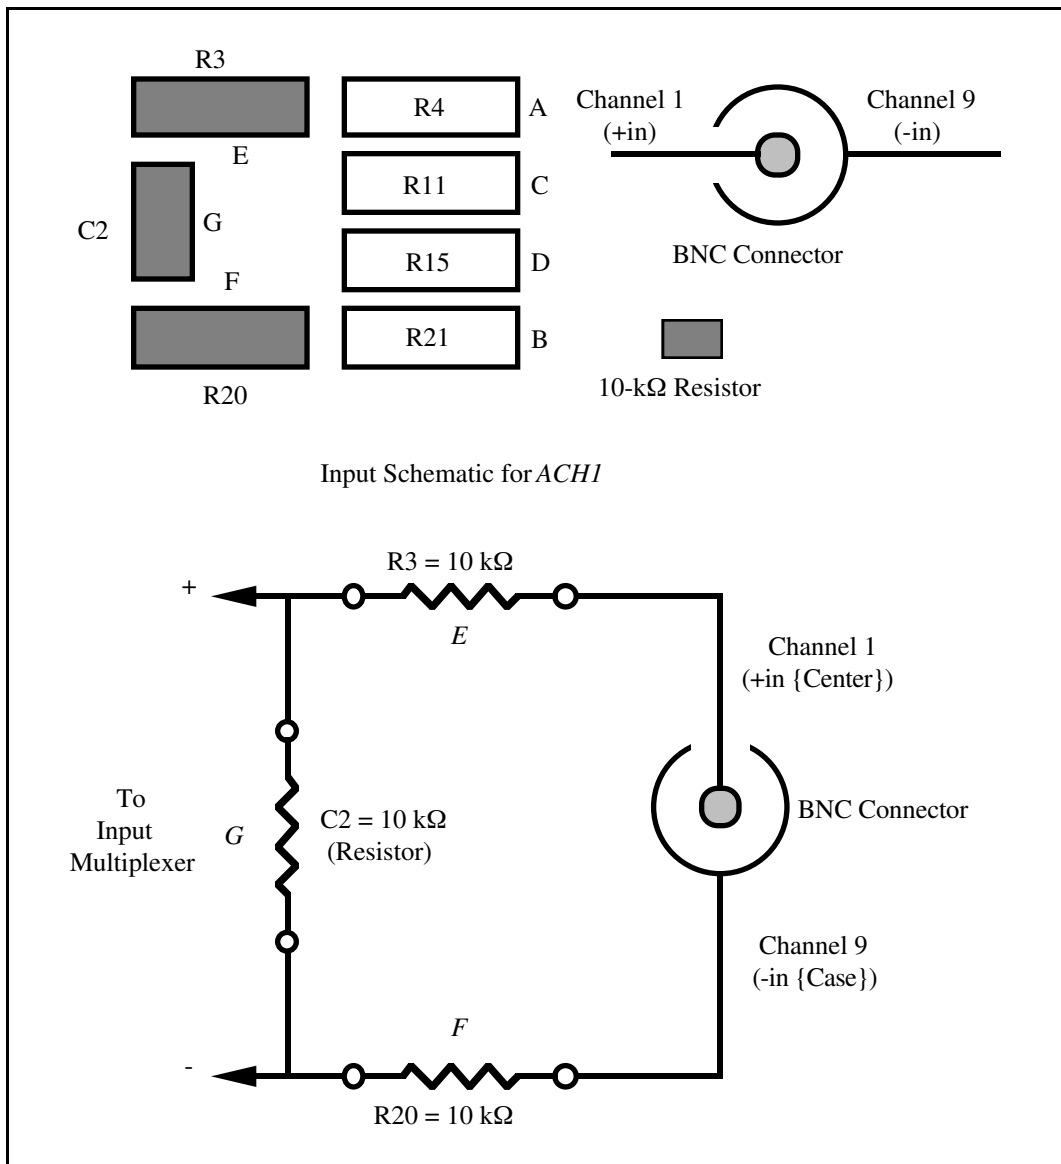 R3
R4
A
E
R11
C
C2
G
F
R15
D
R21
B
R20
Channel 1
(+in)
Channel 9
(-in)
BNC Connector
10-kΩ Resistor
Input Schematic for ACH1
R3 = 10 kΩ
+
E
Channel 1
(+in {Center})
To
Input
Multiplexer
G
C2 = 10 kΩ
(Resistor)
BNC Connector
Channel 9
(-in {Case})
F
-
R20 = 10 kΩ